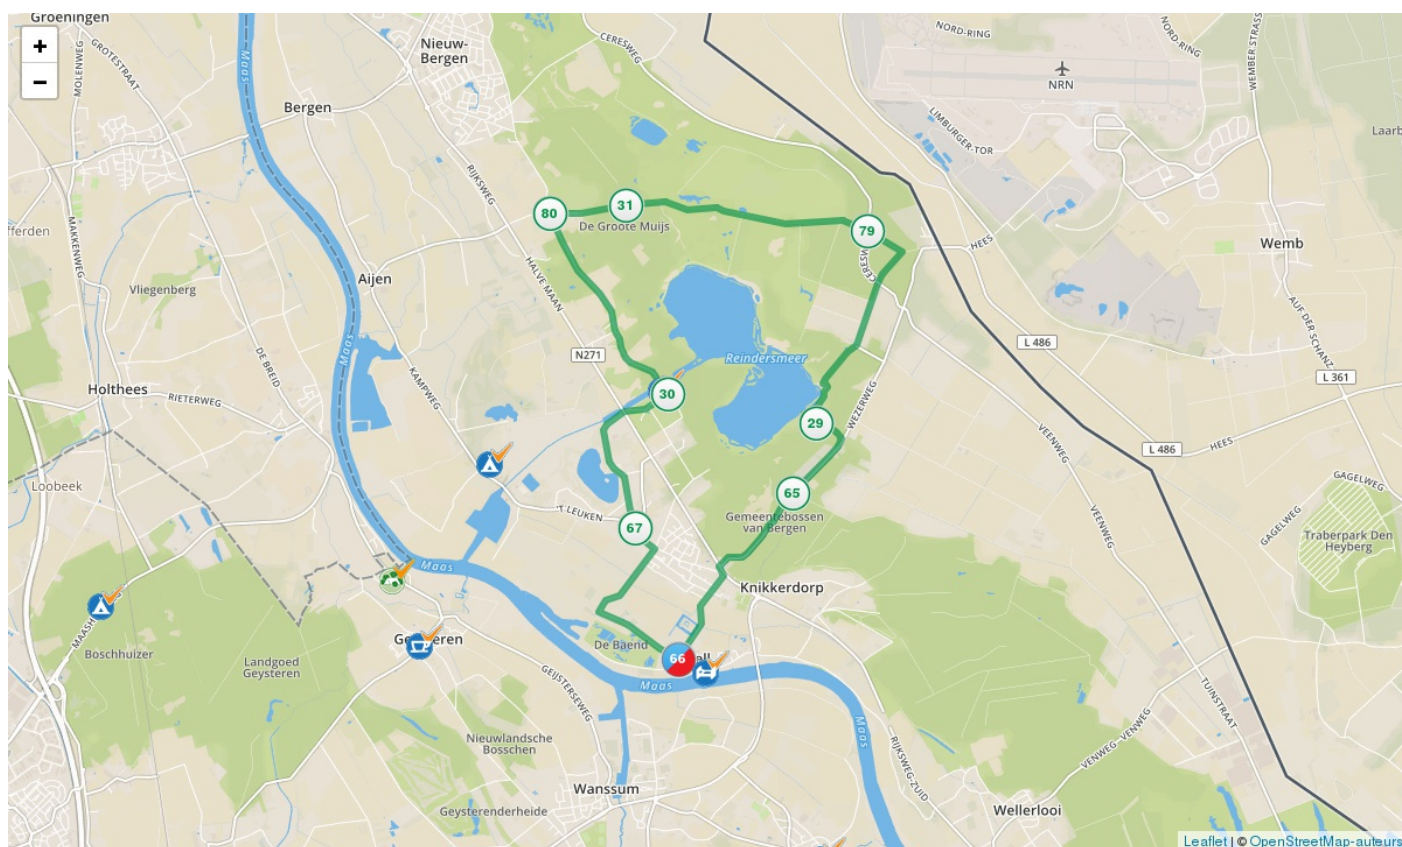 Groeningen
GROTESTRAAT
MOLENWEG
Maas
Nieuw-
Bergen
CERESWEG
NORD-RING
NORD-RING
WEMBER STRASS
NRN
LIMBURGER-TOR
Laarb
Bergen
RIJKSWEG
MAKKENWEG
fferden
80
31
De Groote Muijs
79
CERESW
HEES
Wemb
Aijen
HALVE MAAN
Vliegenberg
Maas
DE BREID
KAMPWEG
N271
Reindersmeer
L 486
AUF DER SCHANZ
L 361
Holthees
RIETERWEG
30
29
WEZERWEG
VEENWEG
L 486
HEES
Loobeek
'T LEUKEN
67
65
Gemeentebossen
van Bergen
VEENWEG
GAGELWEG
GAGELWEG
Traberpark Den
Heyberg
Maas
Knikkerdorp
MAASH
Boschhuizer
Landgoed
Geysteren
De Baend
66
ll
Maas
GEIJSTERSEWEG
Maas
TUINSTRAAT
Nieuwlandsche
Bosschen
RIJKSWEG-ZUID
VENWEG
VENWEG
Wanssum
Geysterenderheide
Wellerlooi
+
−
Leaflet | © OpenStreetMap-auteurs